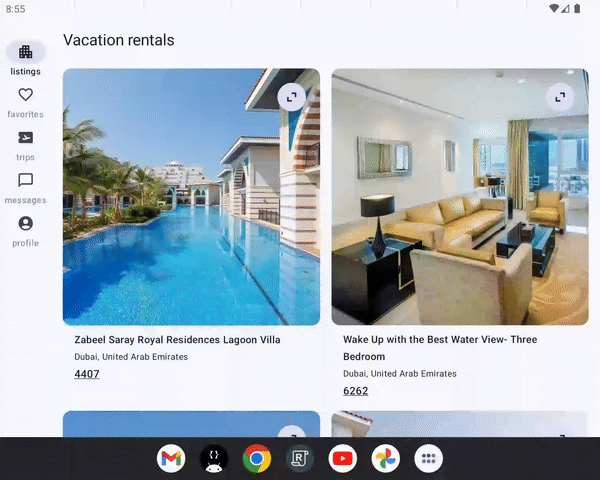 8:55
Vacation rentals
listings
favorites
trips
messages
profile
Zabeel Saray Royal Residences Lagoon Villa
Dubai, United Arab Emirates
4407
Wake Up with the Best Water View- Three
Bedroom
Dubai, United Arab Emirates
6262